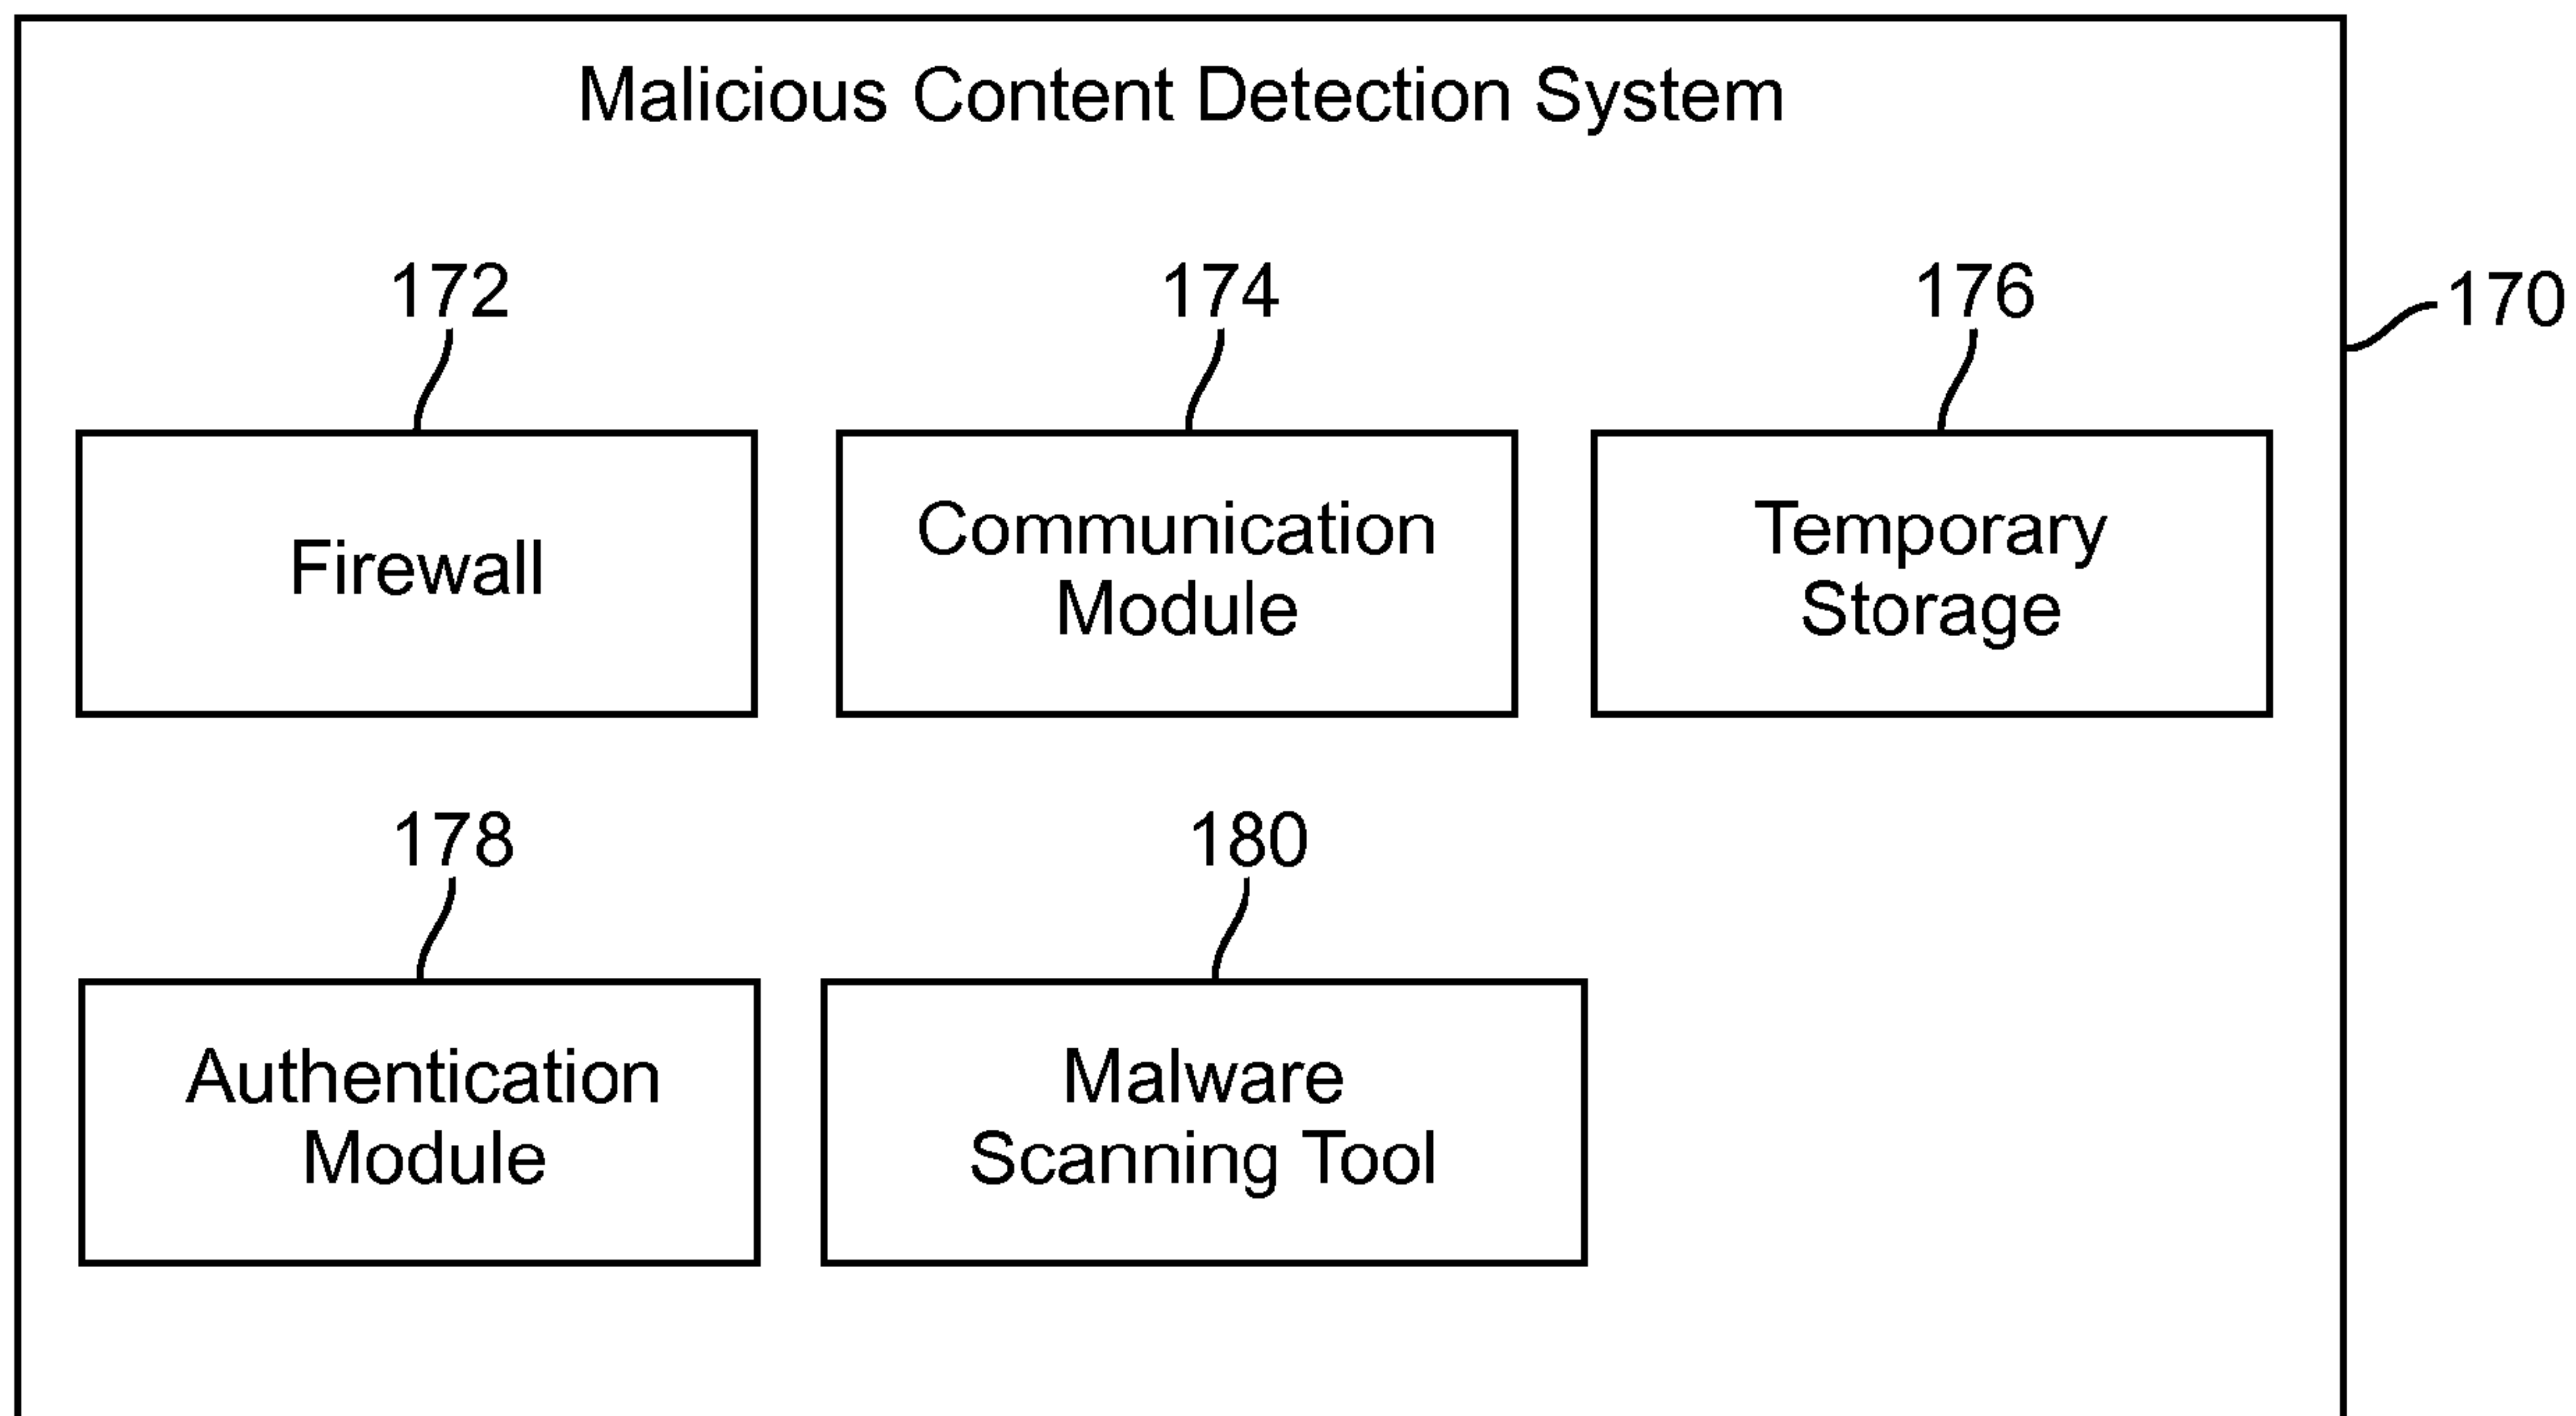 Malicious Content Detection System
172
174
176
170
Firewall
Communication
Module
Temporary
Storage
178
180
Authentication
Module
Malware
Scanning Tool